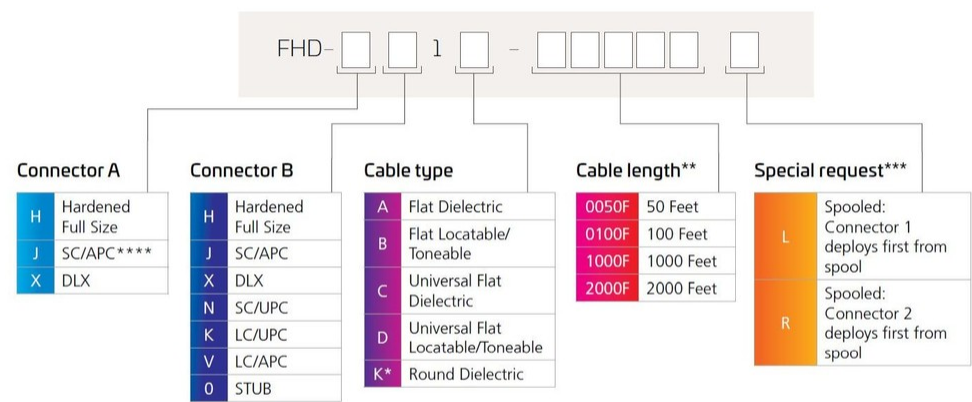 FHD- 1 -
Connector A
H Hardened
Full Size
J SC/APC****
X DLX
Connector B
H Hardened
Full Size
J SC/APC
X DLX
N SC/UPC
K LC/UPC
V LC/APC
0 STUB
Cable type
A Flat Dielectric
B Flat Locatable/
Toneable
C Universal Flat
Dielectric
D Universal Flat
Locatable/Toneable
K* Round Dielectric
Cable length**
0050F 50 Feet
0100F 100 Feet
1000F 1000 Feet
2000F 2000 Feet
Special request***
L Spooled:
Connector 1
deploys first from
spool
R Spooled:
Connector 2
deploys first from
spool